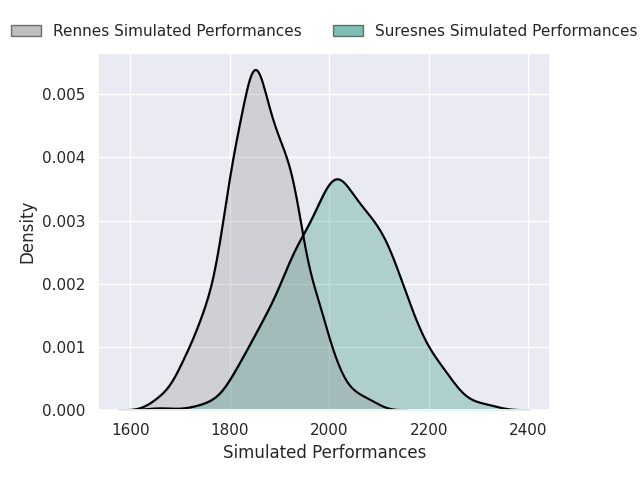 Rennes Simulated Performances
Suresnes Simulated Performances
0.005
0.004
0.003
0.002
0.001
0.000
Density
1600
1800
2000
2200
2400
Simulated Performances